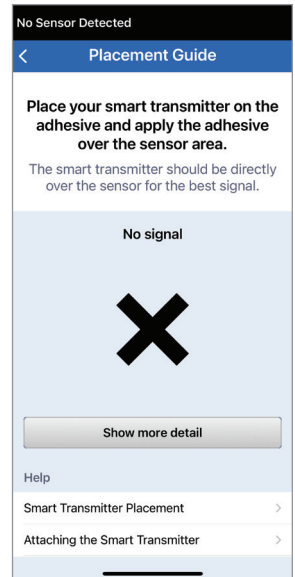 No Sensor Detected
Placement Guide
Place your smart transmitter on the
adhesive and apply the adhesive
over the sensor area.
The smart transmitter should be directly
over the sensor for the best signal.
No signal
Show more detail
Help
Smart Transmitter Placement
Attaching the Smart Transmitter